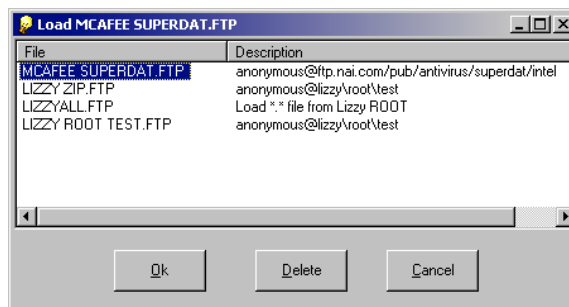 Load MCAFEE SUPERDAT.FTP
File Description
MCAFEE SUPERDAT.FTP anonymous@ftp.nai.com/pub/antivirus/superdat/intel
LIZZY ZIP.FTP anonymous@lizzy\root\test
LIZZYALL.FTP Load *.* file from Lizzy ROOT
LIZZY ROOT TEST.FTP anonymous@lizzy\root\test
Ok Delete Cancel